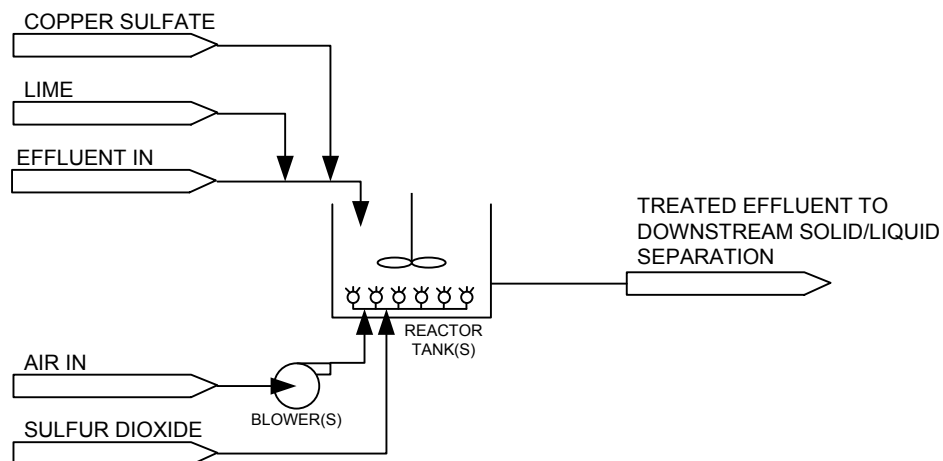 COPPER SULFATE
LIME
EFFLUENT IN
TREATED EFFLUENT TO
DOWNSTREAM SOLID/LIQUID
SEPARATION
REACTOR
TANK(S)
AIR IN
BLOWER(S)
SULFUR DIOXIDE